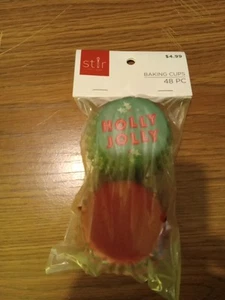 stir
$4.99
BAKING CUPS
48 PC
HOLLY
JOLLY